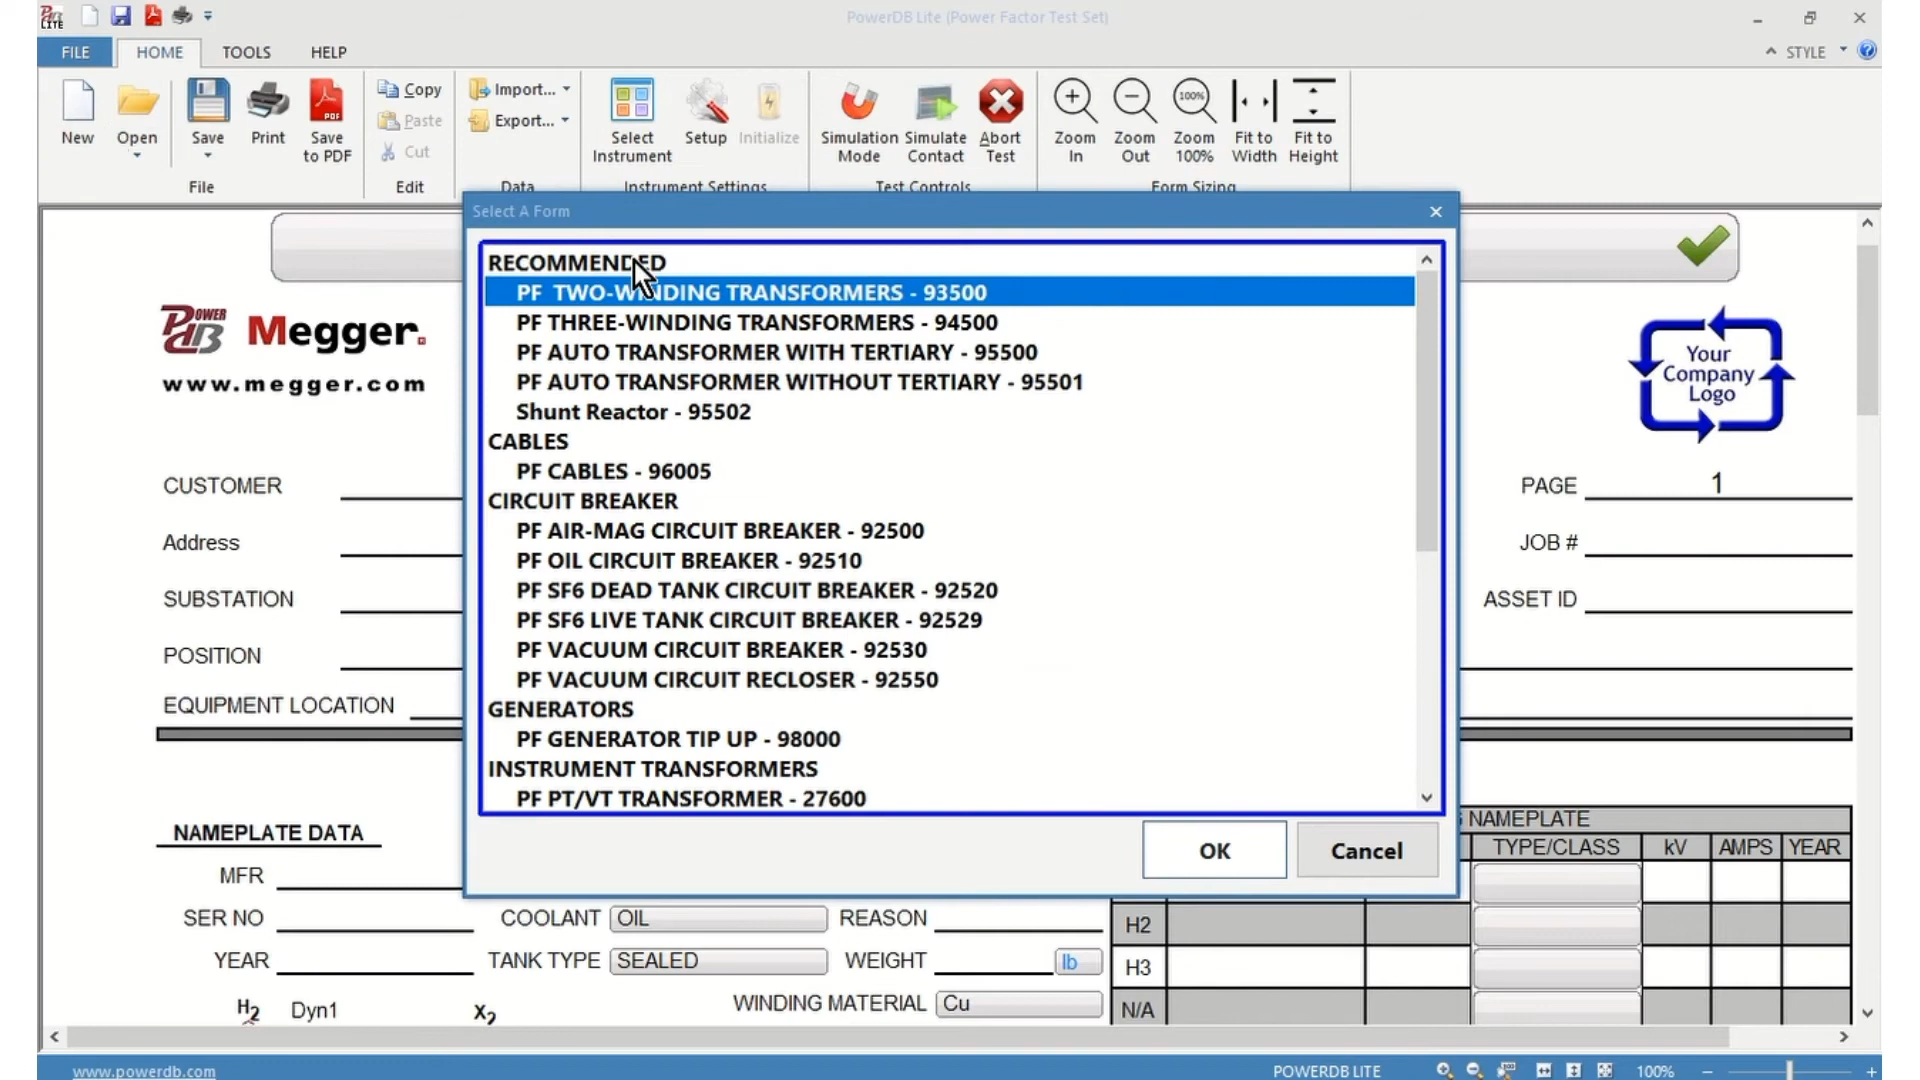 PowerDB Lite (Power Factor Test Set)
LITE
FILE HOME TOOLS HELP STYLE
New Open Save Print Save to PDF
Copy
Paste
Cut
Import...
Export...
Select Instrument Setup Initialize
Simulation Mode Simulate Contact Abort Test
Zoom In Zoom Out 100% Zoom 100% Fit to Width Fit to Height
File Edit Data Instrument Settings Test Controls Form Sizing
Select A Form
RECOMMENDED
PF TWO-WINDING TRANSFORMERS - 93500
PF THREE-WINDING TRANSFORMERS - 94500
PF AUTO TRANSFORMER WITH TERTIARY - 95500
PF AUTO TRANSFORMER WITHOUT TERTIARY - 95501
Shunt Reactor - 95502
CABLES
PF CABLES - 96005
CIRCUIT BREAKER
PF AIR-MAG CIRCUIT BREAKER - 92500
PF OIL CIRCUIT BREAKER - 92510
PF SF6 DEAD TANK CIRCUIT BREAKER - 92520
PF SF6 LIVE TANK CIRCUIT BREAKER - 92529
PF VACUUM CIRCUIT BREAKER - 92530
PF VACUUM CIRCUIT RECLOSER - 92550
GENERATORS
PF GENERATOR TIP UP - 98000
INSTRUMENT TRANSFORMERS
PF PT/VT TRANSFORMER - 27600
OK Cancel
POWER DB Megger.
www.megger.com
Your Company Logo
CUSTOMER
Address
SUBSTATION
POSITION
EQUIPMENT LOCATION
PAGE 1
JOB #
ASSET ID
NAMEPLATE DATA
MFR
SER NO COOLANT OIL REASON
YEAR TANK TYPE SEALED WEIGHT lb
H2 Dyn1 X2 WINDING MATERIAL Cu
NAMEPLATE
TYPE/CLASS kV AMPS YEAR
H2
H3
N/A
www.powerdb.com POWERDB LITE 100%